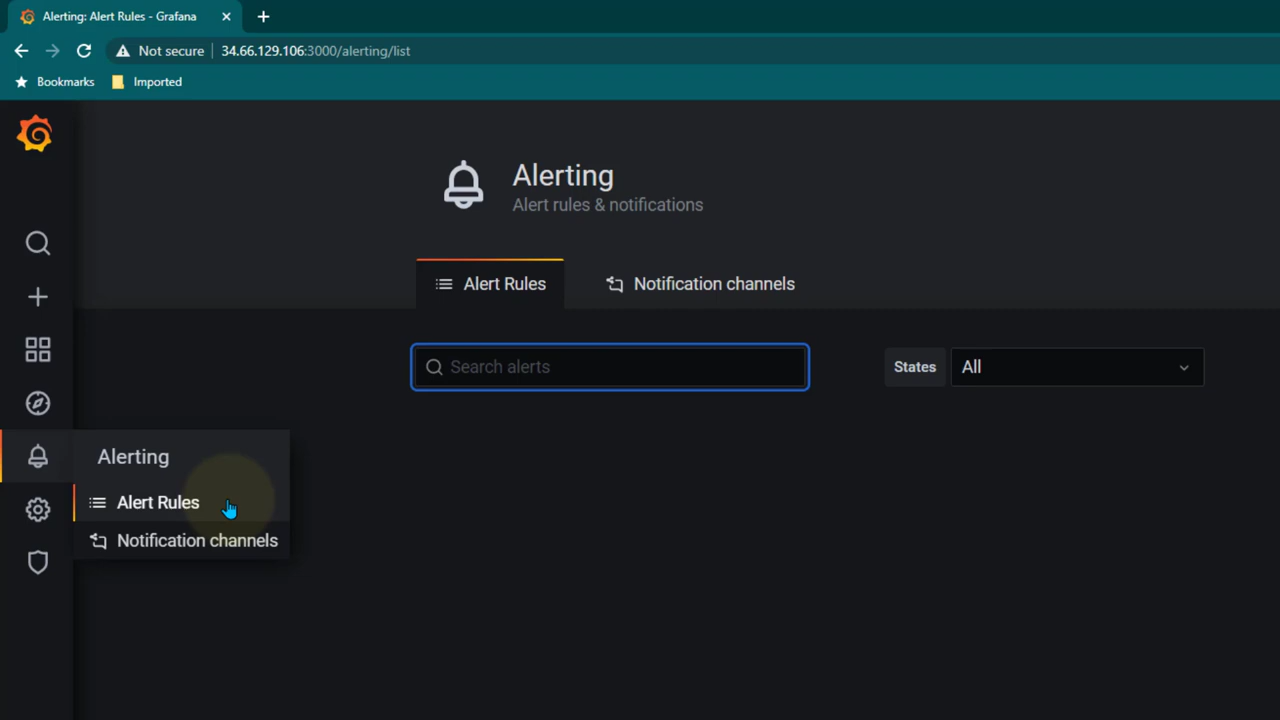 Alerting: Alert Rules - Grafana
Not secure 34.66.129.106:3000/alerting/list
Bookmarks Imported
Alerting
Alert rules & notifications
Alert Rules Notification channels
Search alerts States All
Alerting
Alert Rules
Notification channels